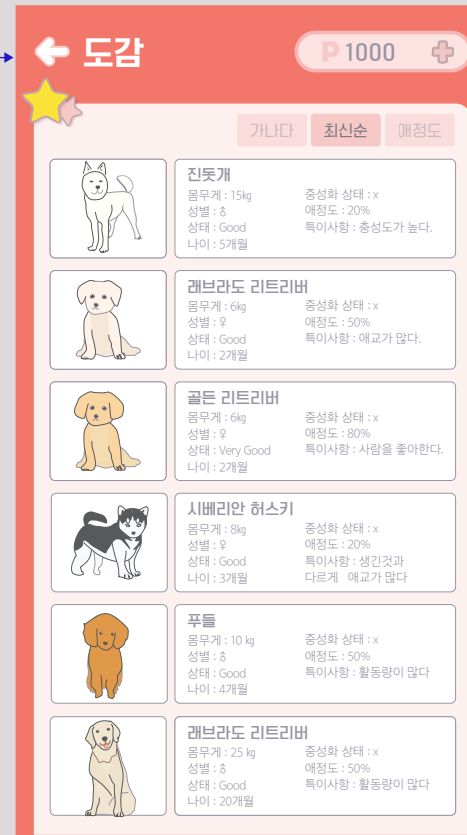 도감
P 1000
가나다 최신순 애정도
진돗개
몸무게 : 15kg 중성화 상태 : x
성별 : ♂ 애정도 : 20%
상태 : Good 특이사항 : 충성도가 높다.
나이 : 5개월
래브라도 리트리버
몸무게 : 6kg 중성화 상태 : x
성별 : ♀ 애정도 : 50%
상태 : Good 특이사항 : 애교가 많다.
나이 : 2개월
골든 리트리버
몸무게 : 6kg 중성화 상태 : x
성별 : ♀ 애정도 : 80%
상태 : Very Good 특이사항 : 사람을 좋아한다.
나이 : 2개월
시베리안 허스키
몸무게 : 8kg 중성화 상태 : x
성별 : ♀ 애정도 : 20%
상태 : Good 특이사항 : 생긴것과
나이 : 3개월 다르게 애교가 많다
푸들
몸무게 : 10 kg 중성화 상태 : x
성별 : ♂ 애정도 : 50%
상태 : Good 특이사항 : 활동량이 많다
나이 : 4개월
래브라도 리트리버
몸무게 : 25 kg 중성화 상태 : x
성별 : ♂ 애정도 : 50%
상태 : Good 특이사항 : 활동량이 많다
나이 : 20개월